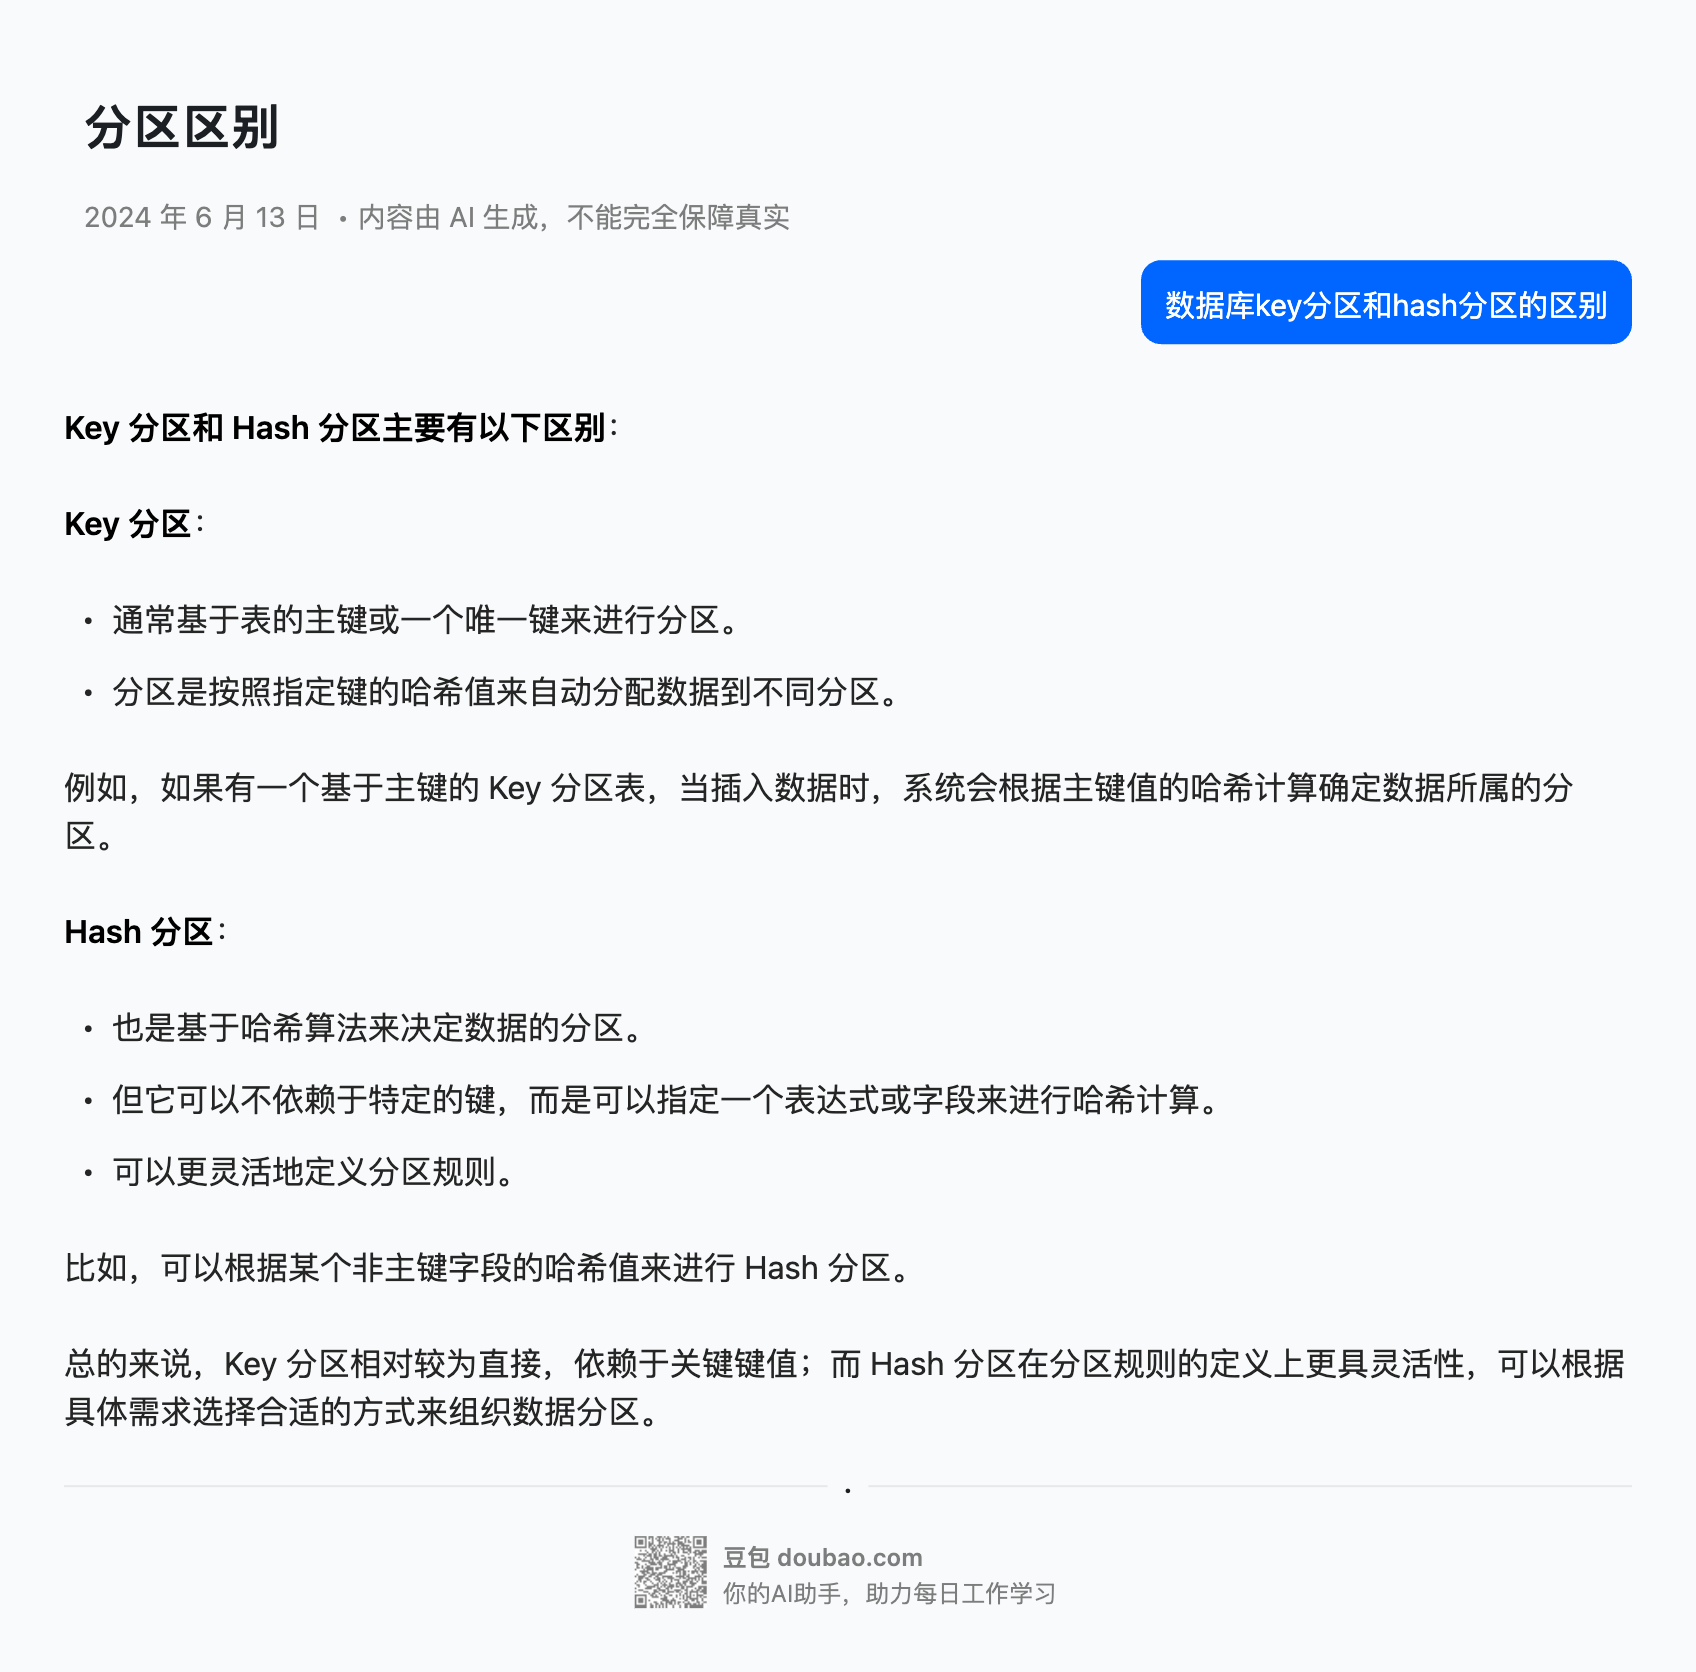 分区区别
2024 年 6 月 13 日 • 内容由 AI 生成，不能完全保障真实
数据库key分区和hash分区的区别
Key 分区和 Hash 分区主要有以下区别：
Key 分区：
• 通常基于表的主键或一个唯一键来进行分区。
• 分区是按照指定键的哈希值来自动分配数据到不同分区。
例如，如果有一个基于主键的 Key 分区表，当插入数据时，系统会根据主键值的哈希计算确定数据所属的分
区。
Hash 分区：
• 也是基于哈希算法来决定数据的分区。
• 但它可以不依赖于特定的键，而是可以指定一个表达式或字段来进行哈希计算。
• 可以更灵活地定义分区规则。
比如，可以根据某个非主键字段的哈希值来进行 Hash 分区。
总的来说，Key 分区相对较为直接，依赖于关键键值；而 Hash 分区在分区规则的定义上更具灵活性，可以根据
具体需求选择合适的方式来组织数据分区。
豆包 doubao.com
你的AI助手，助力每日工作学习